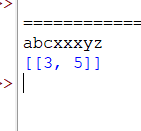 >>
============
abcxxxyz
[[3, 5]]
>>